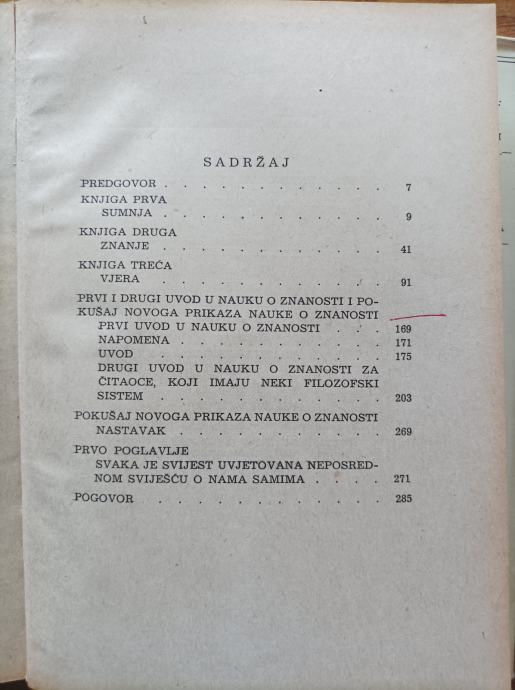 SADRŽAJ
PREDGOVOR . . . . . . . . . . . . 7
KNJIGA PRVA
SUMNJA . . . . . . . . . . . . 9
KNJIGA DRUGA
ZNANJE . . . . . . . . . . . . 41
KNJIGA TREĆA
VJERA . . . . . . . . . . . . 91
PRVI I DRUGI UVOD U NAUKU O ZNANOSTI I PO-
KUŠAJ NOVOGA PRIKAZA NAUKE O ZNANOSTI
PRVI UVOD U NAUKU O ZNANOSTI . . . 169
NAPOMENA . . . . . . . . . . . 171
UVOD . . . . . . . . . . . 175
DRUGI UVOD U NAUKU O ZNANOSTI ZA
ČITAOCE, KOJI IMAJU NEKI FILOZOFSKI
SISTEM . . . . . . . . . . . . 203
POKUŠAJ NOVOGA PRIKAZA NAUKE O ZNANOSTI
NASTAVAK . . . . . . . . . . . 269
PRVO POGLAVLJE
SVAKA JE SVIJEST UVJETOVANA NEPOSRED-
NOM SVIJEŠĆU O NAMA SAMIMA . . . . 271
POGOVOR . . . . . . . . . . . . 285